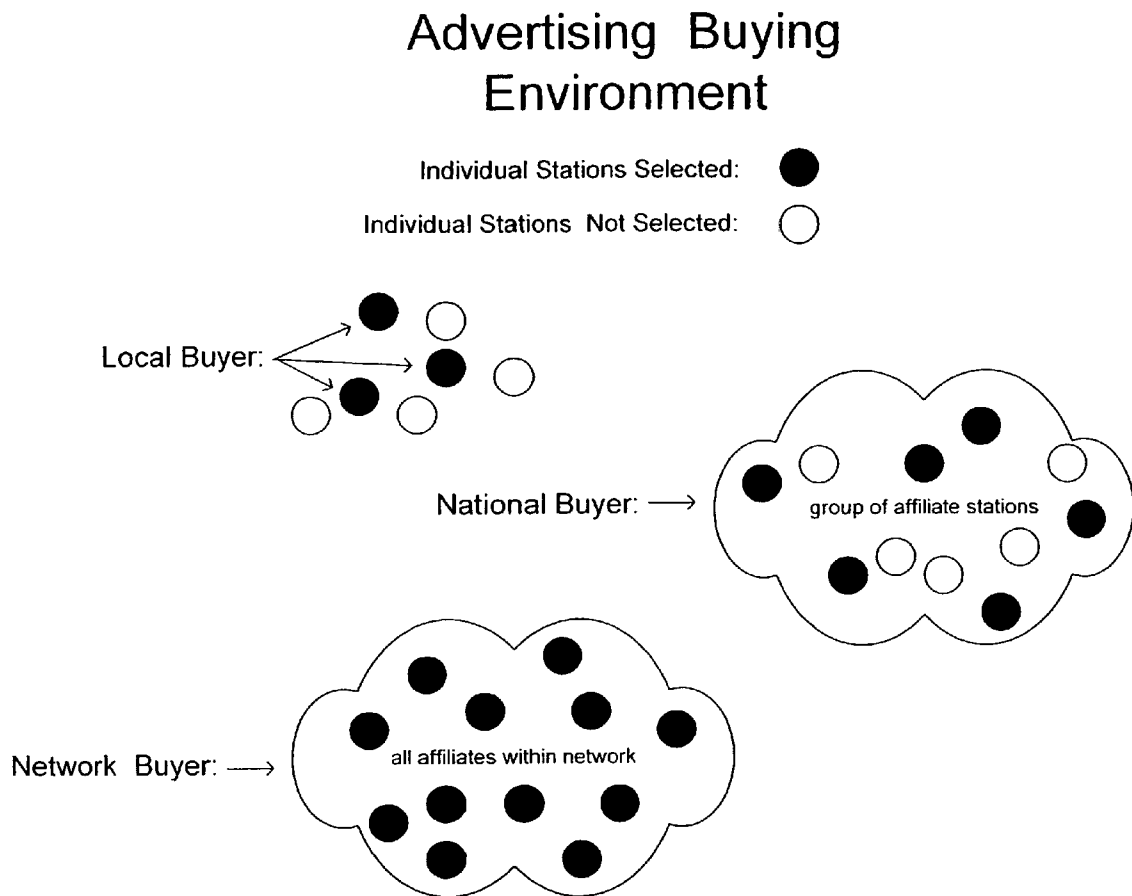 Advertising Buying
Environment
Individual Stations Selected:
Individual Stations Not Selected:
Local Buyer:
National Buyer:
group of affiliate stations
all affiliates within network
Network Buyer: